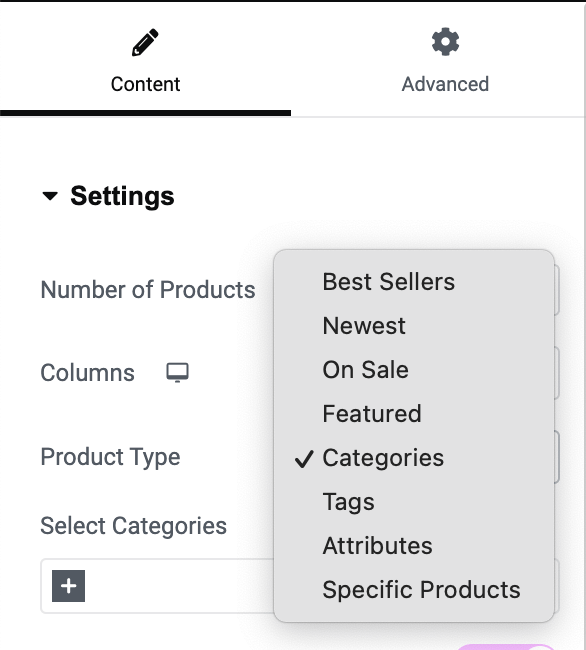 Content
Advanced
Settings
Number of Products
Columns
Product Type
Select Categories
Best Sellers
Newest
On Sale
Featured
Categories
Tags
Attributes
Specific Products